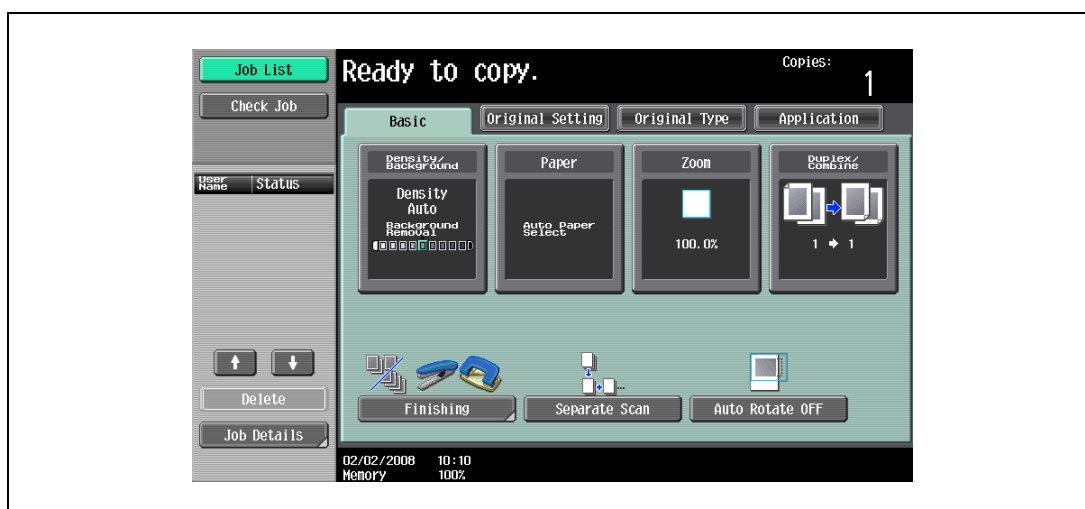 Job List
Check Job
User Name Status
Delete
Job Details
Ready to copy.
Copies:
1
Basic Original Setting Original Type Application
Density/
Background
Density
Auto
Background
Removal
Paper
Auto Paper
Select
Zoom
100.0%
Duplex/
Combine
1 → 1
Finishing Separate Scan Auto Rotate OFF
02/02/2008 10:10
Memory 100%